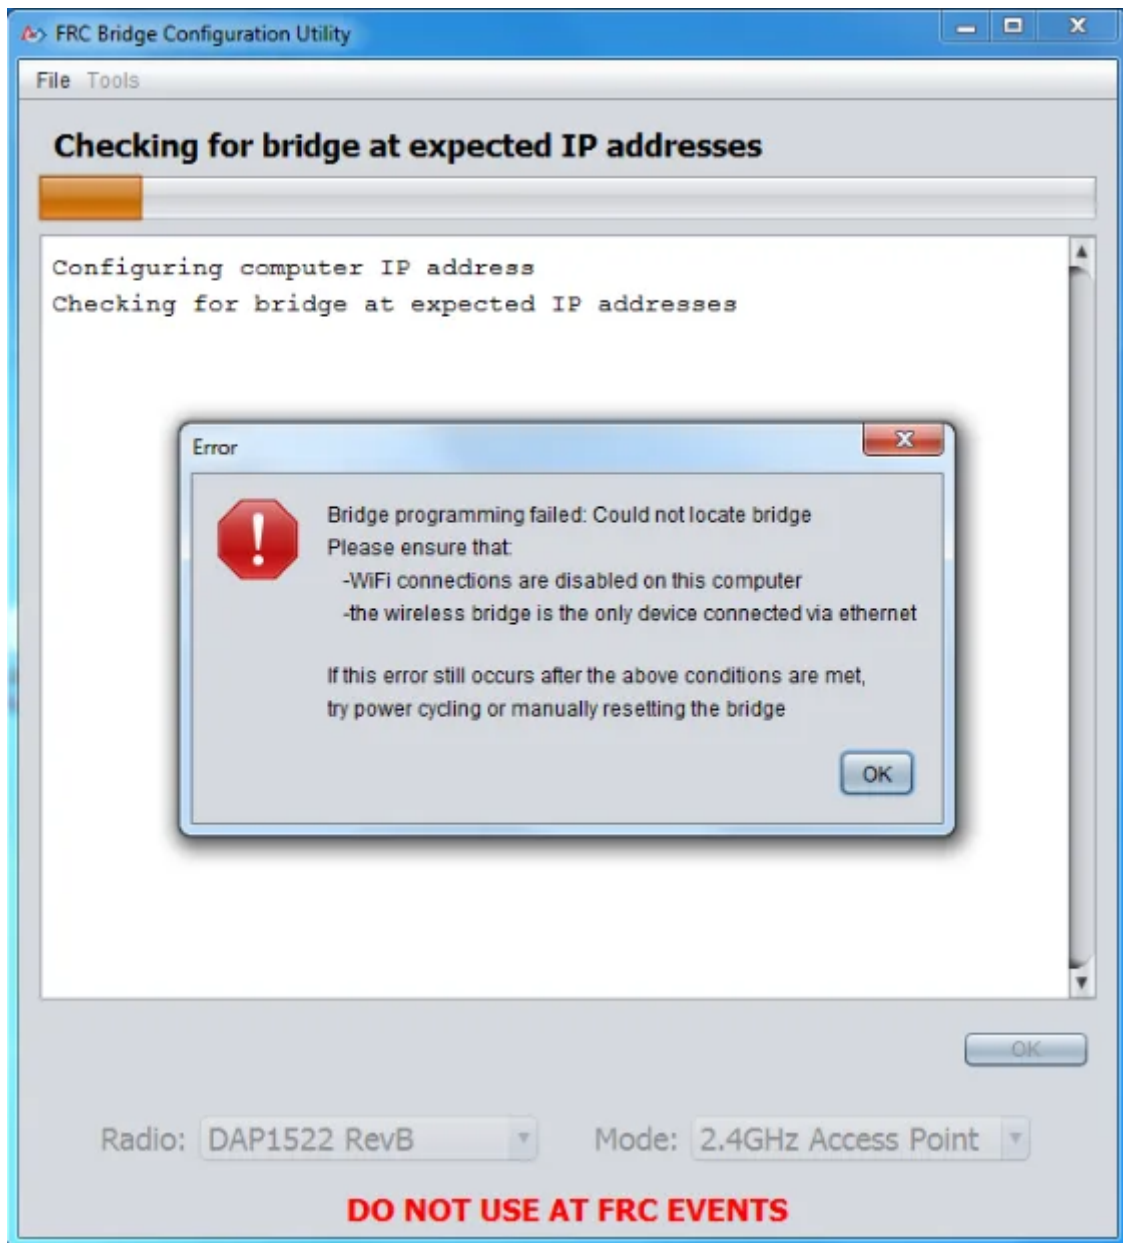 FRC Bridge Configuration Utility
File Tools
Checking for bridge at expected IP addresses
Configuring computer IP address
Checking for bridge at expected IP addresses
Error
Bridge programming failed: Could not locate bridge
Please ensure that:
-WiFi connections are disabled on this computer
-the wireless bridge is the only device connected via ethernet
If this error still occurs after the above conditions are met,
try power cycling or manually resetting the bridge
OK
OK
Radio: DAP1522 RevB Mode: 2.4GHz Access Point
DO NOT USE AT FRC EVENTS